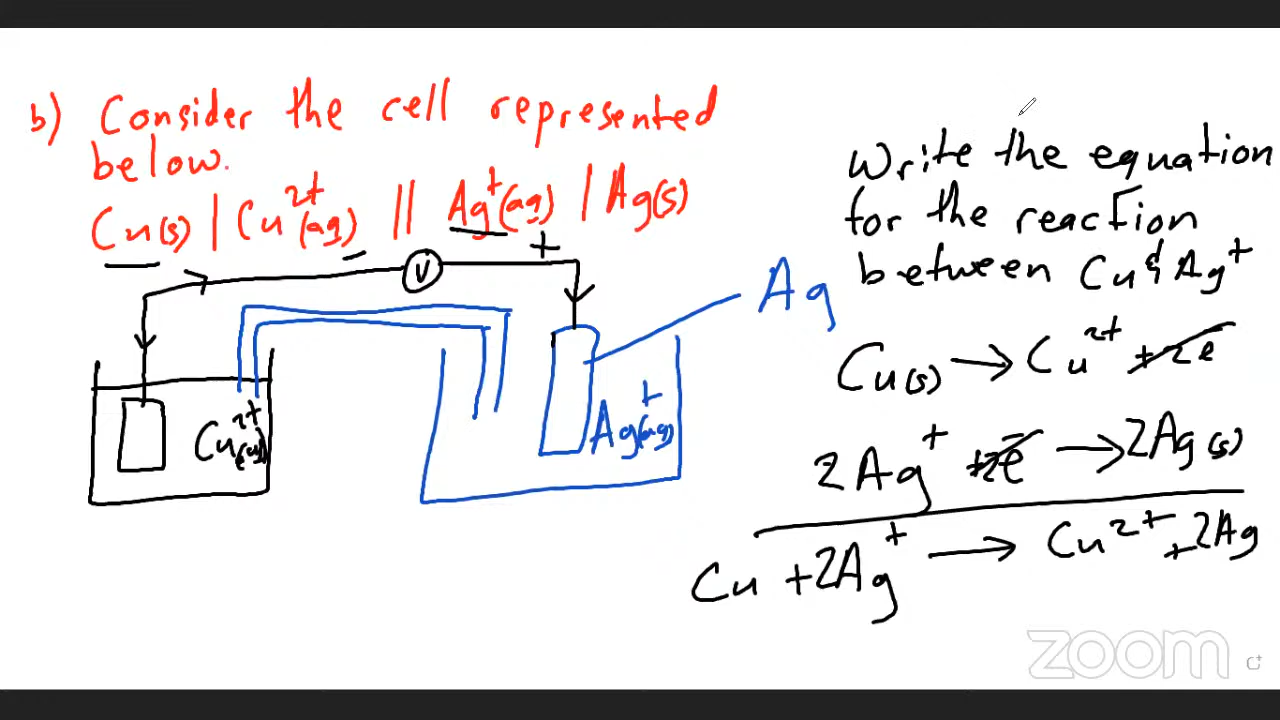 b) Consider the cell represented
below.
Cu(s) | Cu²⁺(aq) || Ag⁺(aq) | Ag(s)
− +
V
Ag
Cu²⁺(aq)
Ag⁺(aq)
Write the equation
for the reaction
between Cu & Ag⁺
Cu(s) → Cu²⁺ + 2e
2Ag⁺ + 2e⁻ → 2Ag(s)
Cu + 2Ag⁺ → Cu²⁺ + 2Ag
zoom